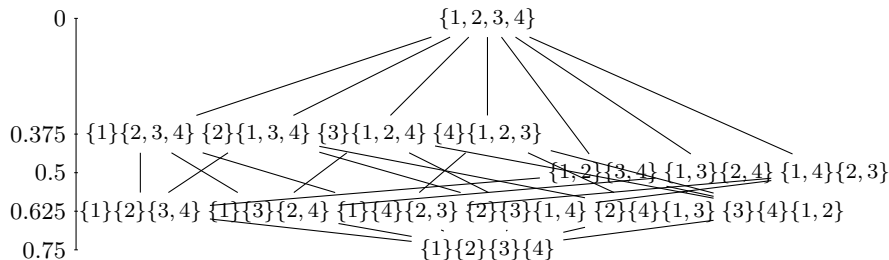 0 {1, 2, 3, 4}
0.375 {1}{2, 3, 4} {2}{1, 3, 4} {3}{1, 2, 4} {4}{1, 2, 3}
0.5 {1, 2}{3, 4} {1, 3}{2, 4} {1, 4}{2, 3}
0.625 {1}{2}{3, 4} {1}{3}{2, 4} {1}{4}{2, 3} {2}{3}{1, 4} {2}{4}{1, 3} {3}{4}{1, 2}
0.75 {1}{2}{3}{4}